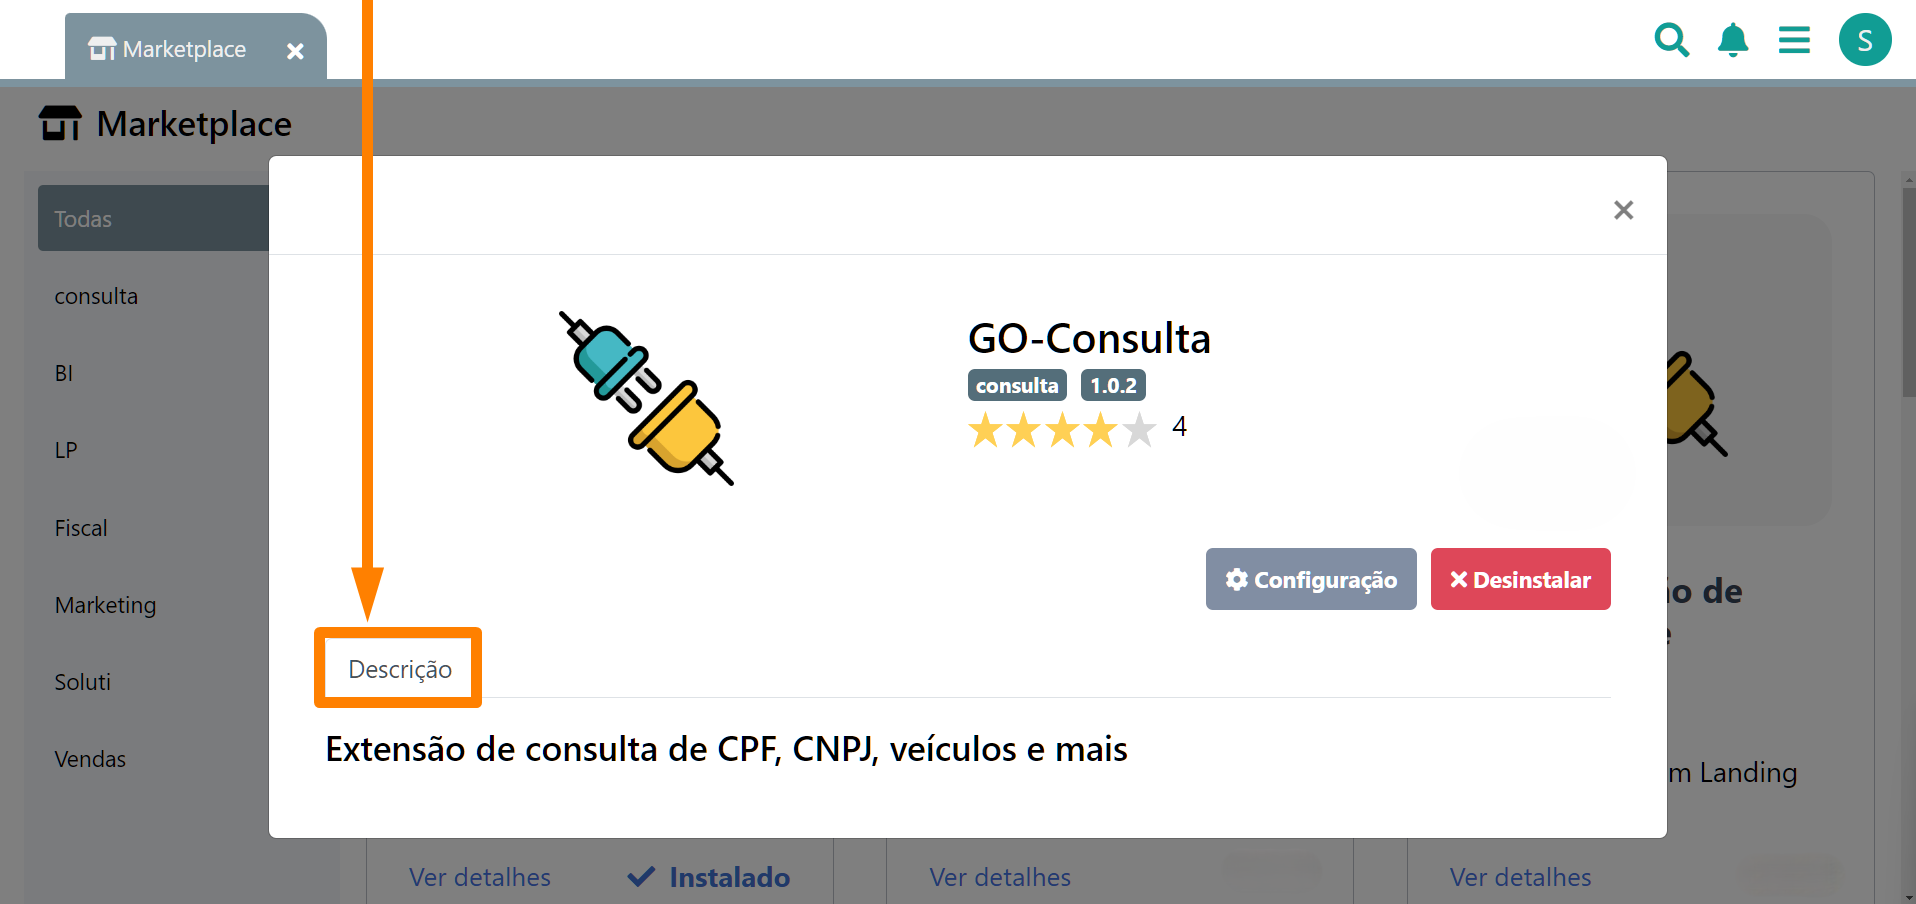 Marketplace
S
Marketplace
Todas
consulta
BI
LP
Fiscal
Marketing
Soluti
Vendas
GO-Consulta
consulta 1.0.2
4
Configuração Desinstalar
Descrição
Extensão de consulta de CPF, CNPJ, veículos e mais
o de
m Landing
Ver detalhes Instalado
Ver detalhes
Ver detalhes